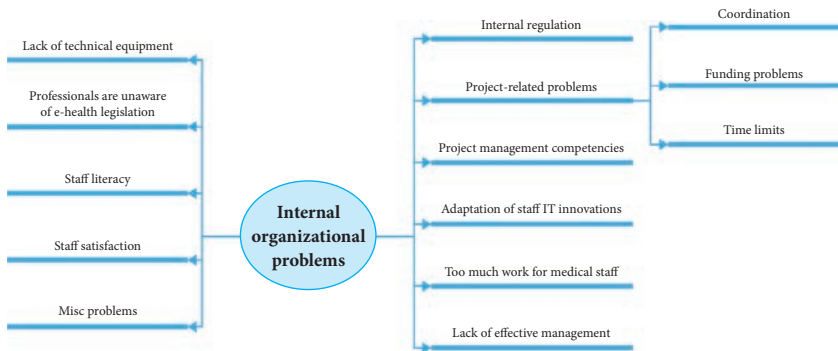 Lack of technical equipment
Professionals are unaware
of e-health legislation
Staff literacy
Staff satisfaction
Misc problems
Internal
organizational
problems
Internal regulation
Project-related problems
Project management competencies
Adaptation of staff IT innovations
Too much work for medical staff
Lack of effective management
Coordination
Funding problems
Time limits